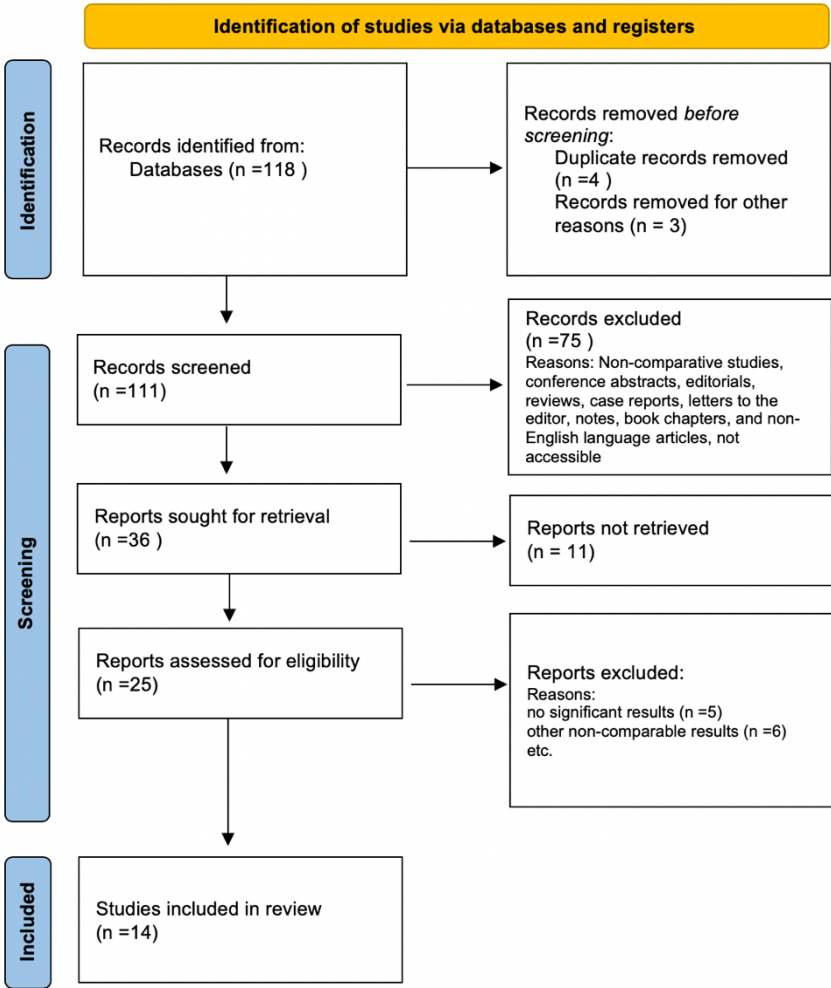 Identification of studies via databases and registers
Identification
Records identified from:
Databases (n =118 )
Records removed before
screening:
Duplicate records removed
(n =4 )
Records removed for other
reasons (n = 3)
Screening
Records screened
(n =111)
Records excluded
(n =75 )
Reasons: Non-comparative studies,
conference abstracts, editorials,
reviews, case reports, letters to the
editor, notes, book chapters, and non-
English language articles, not
accessible
Reports sought for retrieval
(n =36 )
Reports not retrieved
(n = 11)
Reports assessed for eligibility
(n =25)
Reports excluded:
Reasons:
no significant results (n =5)
other non-comparable results (n =6)
etc.
Included
Studies included in review
(n =14)